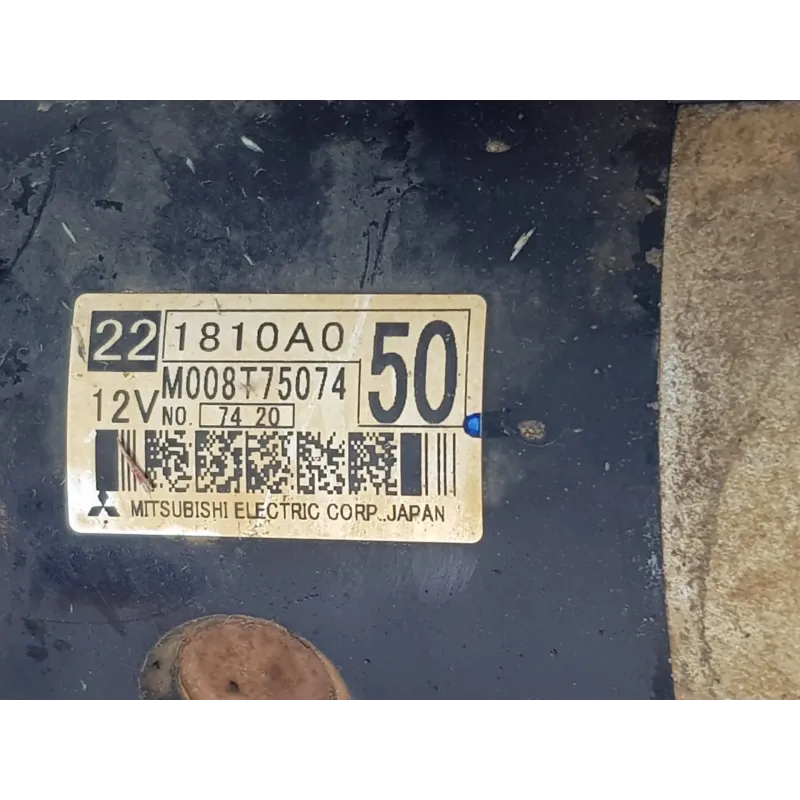 22 1810A0 50
M008T75074
12V NO. 74 20
MITSUBISHI ELECTRIC CORP. JAPAN